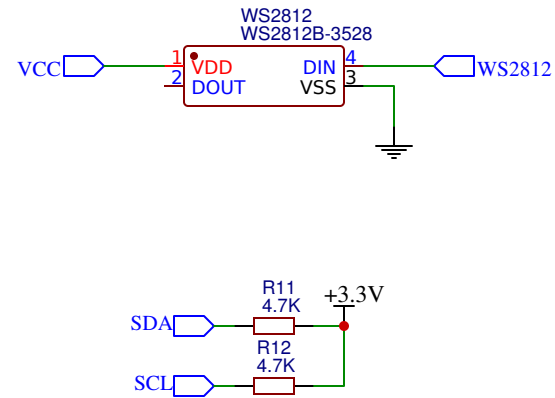 WS2812
WS2812B-3528
VCC 1 VDD DIN 4 WS2812
2 DOUT VSS 3
R11 +3.3V
4.7K
SDA
R12
4.7K
SCL